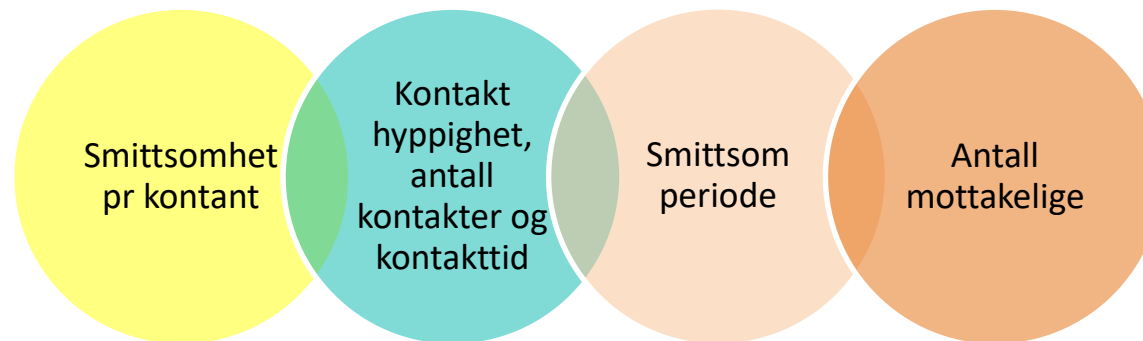 Smittsomhet
pr kontant
Kontakt
hyppighet,
antall
kontakter og
kontakttid
Smittsom
periode
Antall
mottakelige